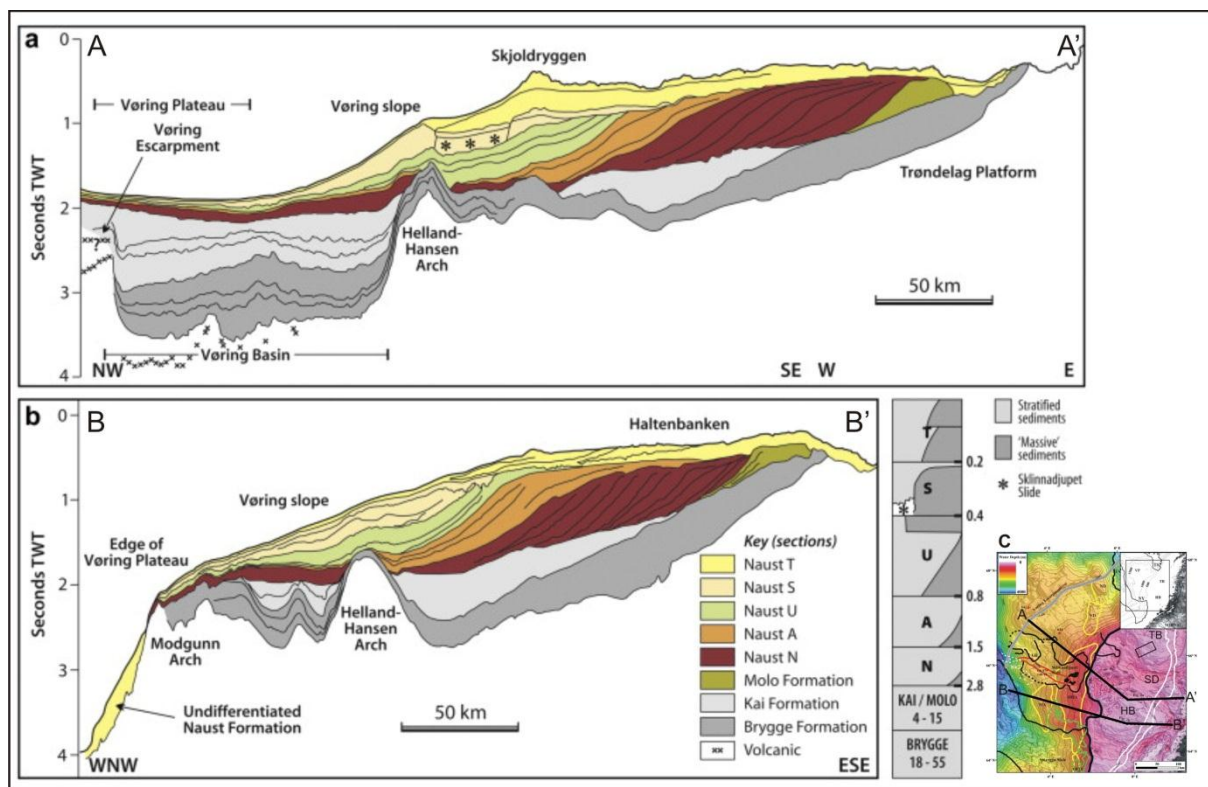 a
A
A’
0
1
2
3
4
Seconds TWT
Skjoldryggen
Vøring Plateau
Vøring slope
Vøring
Escarpment
* * *
Trøndelag Platform
?
Helland-
Hansen
Arch
50 km
Vøring Basin
NW
SE
W
E
b
B
B’
0
1
2
3
4
Seconds TWT
Haltenbanken
Vøring slope
Edge of
Vøring Plateau
Modgunn
Arch
Helland-
Hansen
Arch
Undifferentiated
Naust Formation
50 km
WNW
ESE
Key (sections)
Naust T
Naust S
Naust U
Naust A
Naust N
Molo Formation
Kai Formation
Brygge Formation
xx Volcanic
T
0.2
S
*
0.4
U
0.8
A
1.5
N
2.8
KAI / MOLO
4 - 15
BRYGGE
18 - 55
Stratified
sediments
'Massive'
sediments
* Sklinnadjupet
Slide
C
A
TB
SD
A'
B
HB
B'